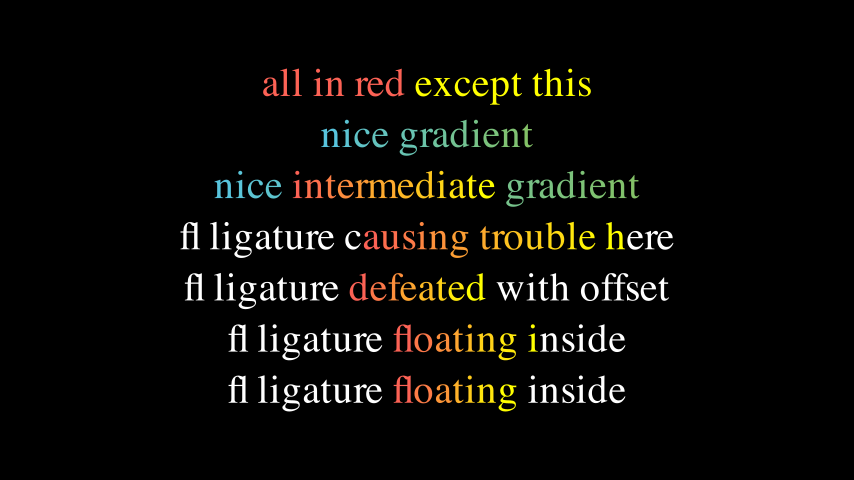 all in red except this
nice gradient
nice intermediate gradient
fl ligature causing trouble here
fl ligature defeated with offset
fl ligature floating inside
fl ligature floating inside